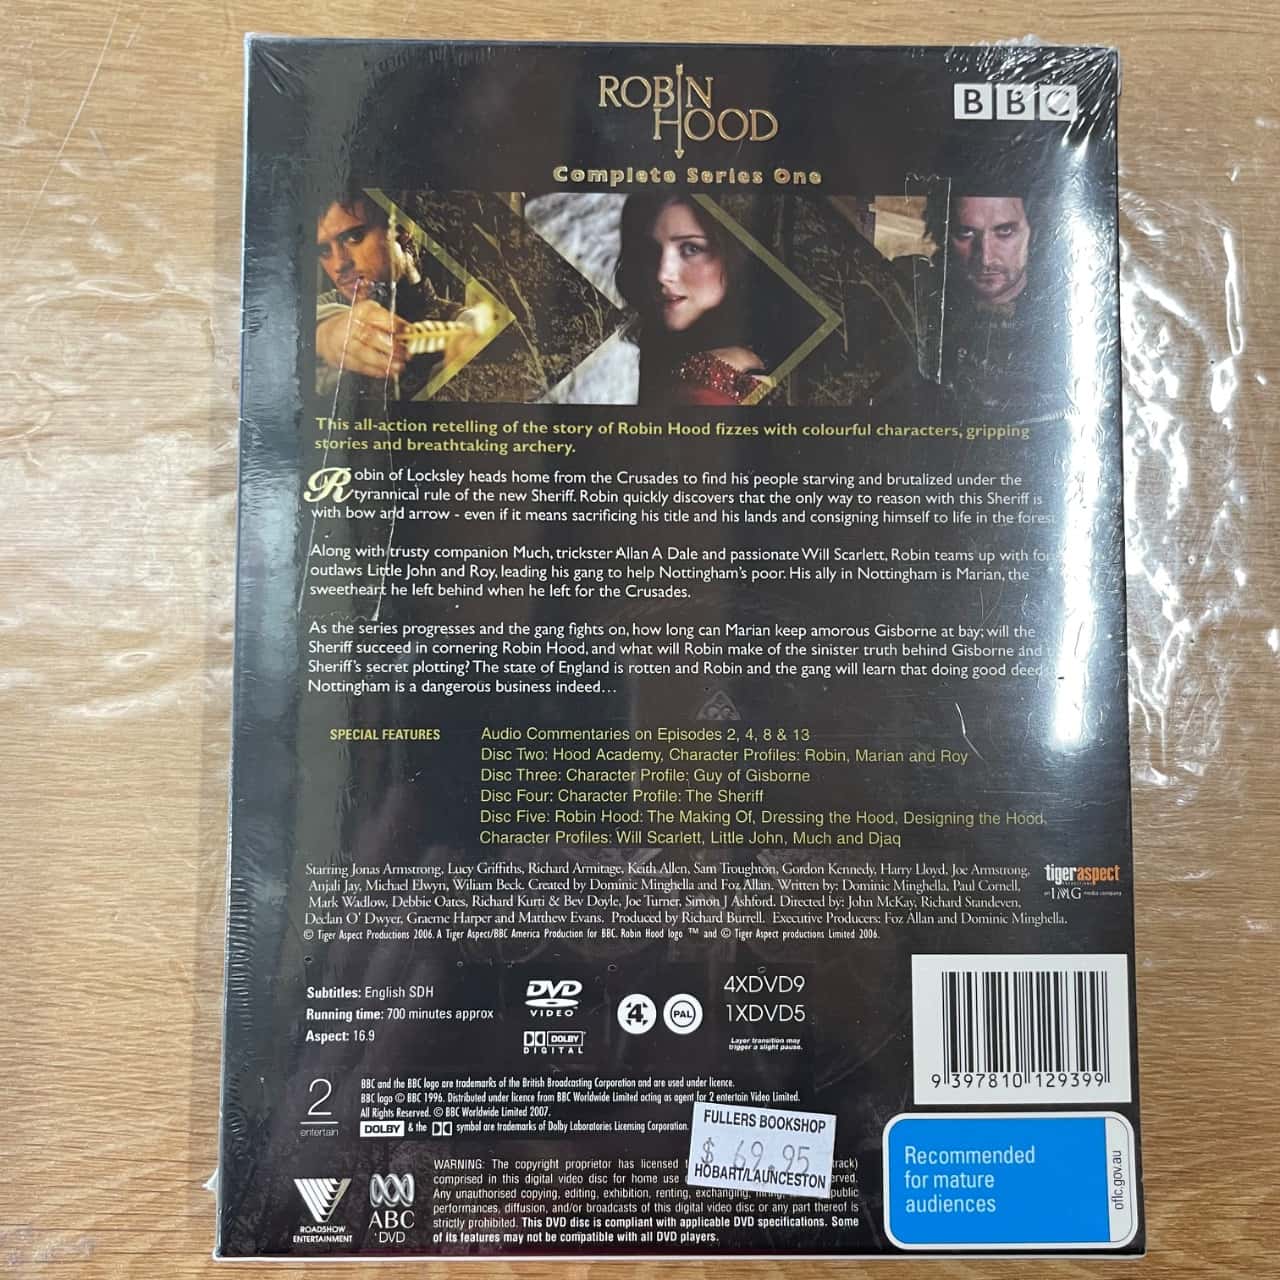 ROBIN
HOOD
BBC
Complete Series One
This all-action retelling of the story of Robin Hood fizzes with colourful characters, gripping
stories and breathtaking archery.
Robin of Locksley heads home from the Crusades to find his people starving and brutalized under the
tyrannical rule of the new Sheriff. Robin quickly discovers that the only way to reason with this Sheriff is
with bow and arrow - even if it means sacrificing his title and his lands and consigning himself to life in the forest
Along with trusty companion Much, trickster Allan A Dale and passionate Will Scarlett, Robin teams up with
outlaws Little John and Roy, leading his gang to help Nottingham's poor. His ally in Nottingham is Marian, the
sweetheart he left behind when he left for the Crusades.
As the series progresses and the gang fights on, how long can Marian keep amorous Gisborne at bay; will the
Sheriff succeed in cornering Robin Hood, and what will Robin make of the sinister truth behind Gisborne and
Sheriff's secret plotting? The state of England is rotten and Robin and the gang will learn that doing good deeds
Nottingham is a dangerous business indeed...
SPECIAL FEATURES
Audio Commentaries on Episodes 2, 4, 8 & 13
Disc Two: Hood Academy, Character Profiles: Robin, Marian and Roy
Disc Three: Character Profile: Guy of Gisborne
Disc Four: Character Profile: The Sheriff
Disc Five: Robin Hood: The Making Of, Dressing the Hood, Designing the Hood,
Character Profiles: Will Scarlett, Little John, Much and Djaq
Starring Jonas Armstrong, Lucy Griffiths, Richard Armitage, Keith Allen, Sam Troughton, Gordon Kennedy, Harry Lloyd, Joe Armstrong,
Anjali Jay, Michael Elwyn, Wiliam Beck. Created by Dominic Minghella and Foz Allan. Written by: Dominic Minghella, Paul Cornell,
Mark Wadlow, Debbie Oates, Richard Kurti & Bev Doyle, Joe Turner, Simon J Ashford. Directed by: John McKay, Richard Standeven,
Declan O' Dwyer, Graeme Harper and Matthew Evans. Produced by Richard Burrell. Executive Producers: Foz Allan and Dominic Minghella.
© Tiger Aspect Productions 2006. A Tiger Aspect/BBC America Production for BBC. Robin Hood logo ™ and © Tiger Aspect productions Limited 2006.
tigeraspect
an IMG media company
Subtitles: English SDH
Running time: 700 minutes approx
Aspect: 16.9
DVD
VIDEO
DOLBY
DIGITAL
4
PAL
4XDVD9
1XDVD5
Layer transition may
trigger a slight pause.
9 397810 129399
2
entertain
BBC and the BBC logo are trademarks of the British Broadcasting Corporation and are used under licence.
BBC logo © BBC 1996. Distributed under licence from BBC Worldwide Limited acting as agent for 2 entertain Video Limited.
All Rights Reserved. © BBC Worldwide Limited 2007.
DOLBY & the symbol are trademarks of Dolby Laboratories Licensing Corporation.
FULLERS BOOKSHOP
$ 69.95
HOBART/LAUNCESTON
ROADSHOW
ENTERTAINMENT
ABC
DVD
WARNING: The copyright proprietor has licensed track)
comprised in this digital video disc for home use
Any unauthorised copying, editing, exhibition, renting, exchanging, public
performances, diffusion, and/or broadcasts of this digital video disc or any part thereof is
strictly prohibited. This DVD disc is compliant with applicable DVD specifications. Some
of its features may not be compatible with all DVD players.
Recommended
for mature
audiences
oflc.gov.au